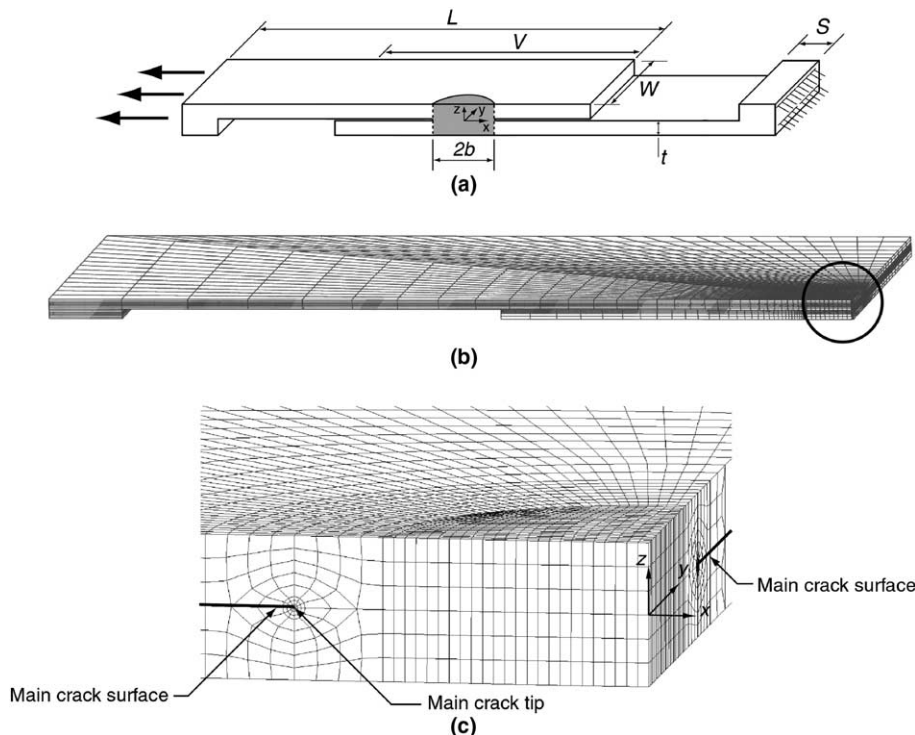 L
V
S
W
z
y
x
2b
t
(a)
(b)
z
y
x
Main crack surface
Main crack surface
Main crack tip
(c)